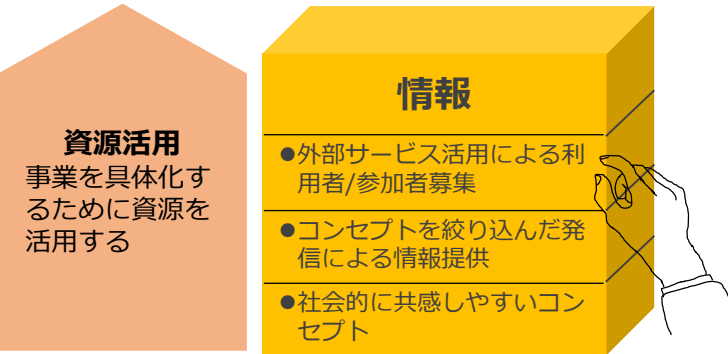 資源活用
事業を具体化す
るために資源を
活用する
情報
●外部サービス活用による利
用者/参加者募集
●コンセプトを絞り込んだ発
信による情報提供
●社会的に共感しやすいコン
セプト